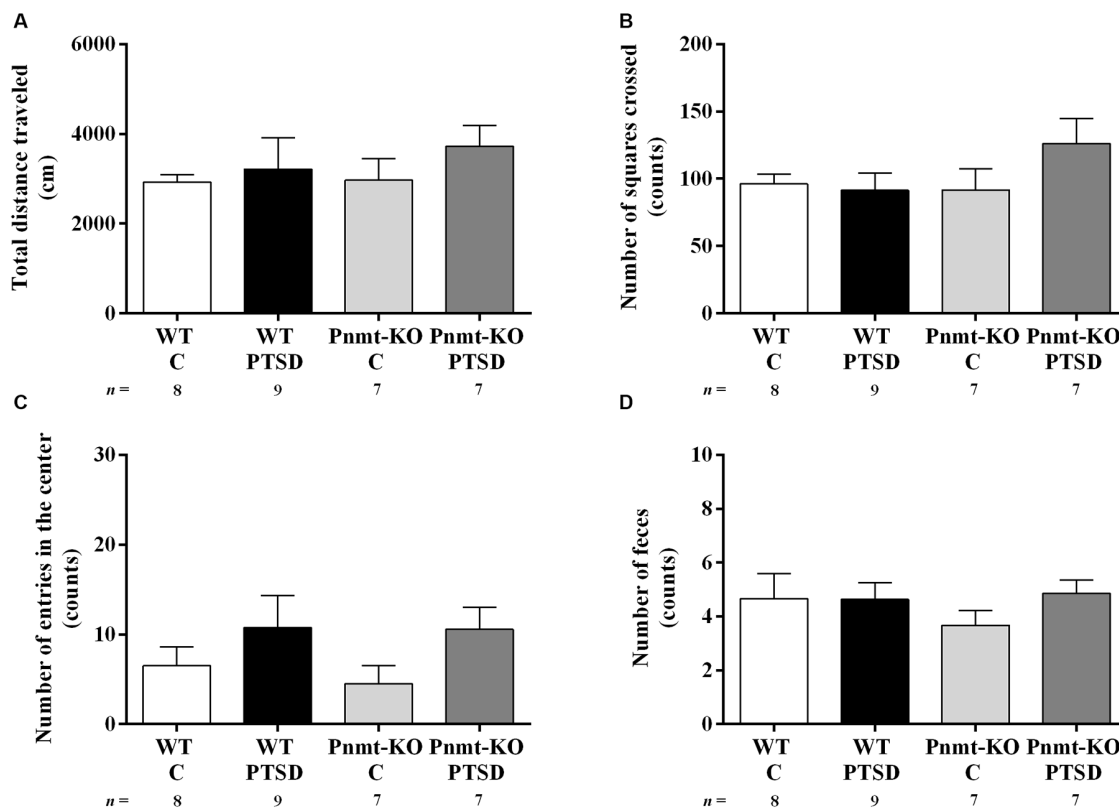 A
Total distance traveled
(cm)
6000
4000
2000
0
WT
C
WT
PTSD
Pnmt-KO
C
Pnmt-KO
PTSD
n = 8 9 7 7
B
Number of squares crossed
(counts)
200
150
100
50
0
WT
C
WT
PTSD
Pnmt-KO
C
Pnmt-KO
PTSD
n = 8 9 7 7
C
Number of entries in the center
(counts)
30
20
10
0
WT
C
WT
PTSD
Pnmt-KO
C
Pnmt-KO
PTSD
n = 8 9 7 7
D
Number of feces
(counts)
10
8
6
4
2
0
WT
C
WT
PTSD
Pnmt-KO
C
Pnmt-KO
PTSD
n = 8 9 7 7